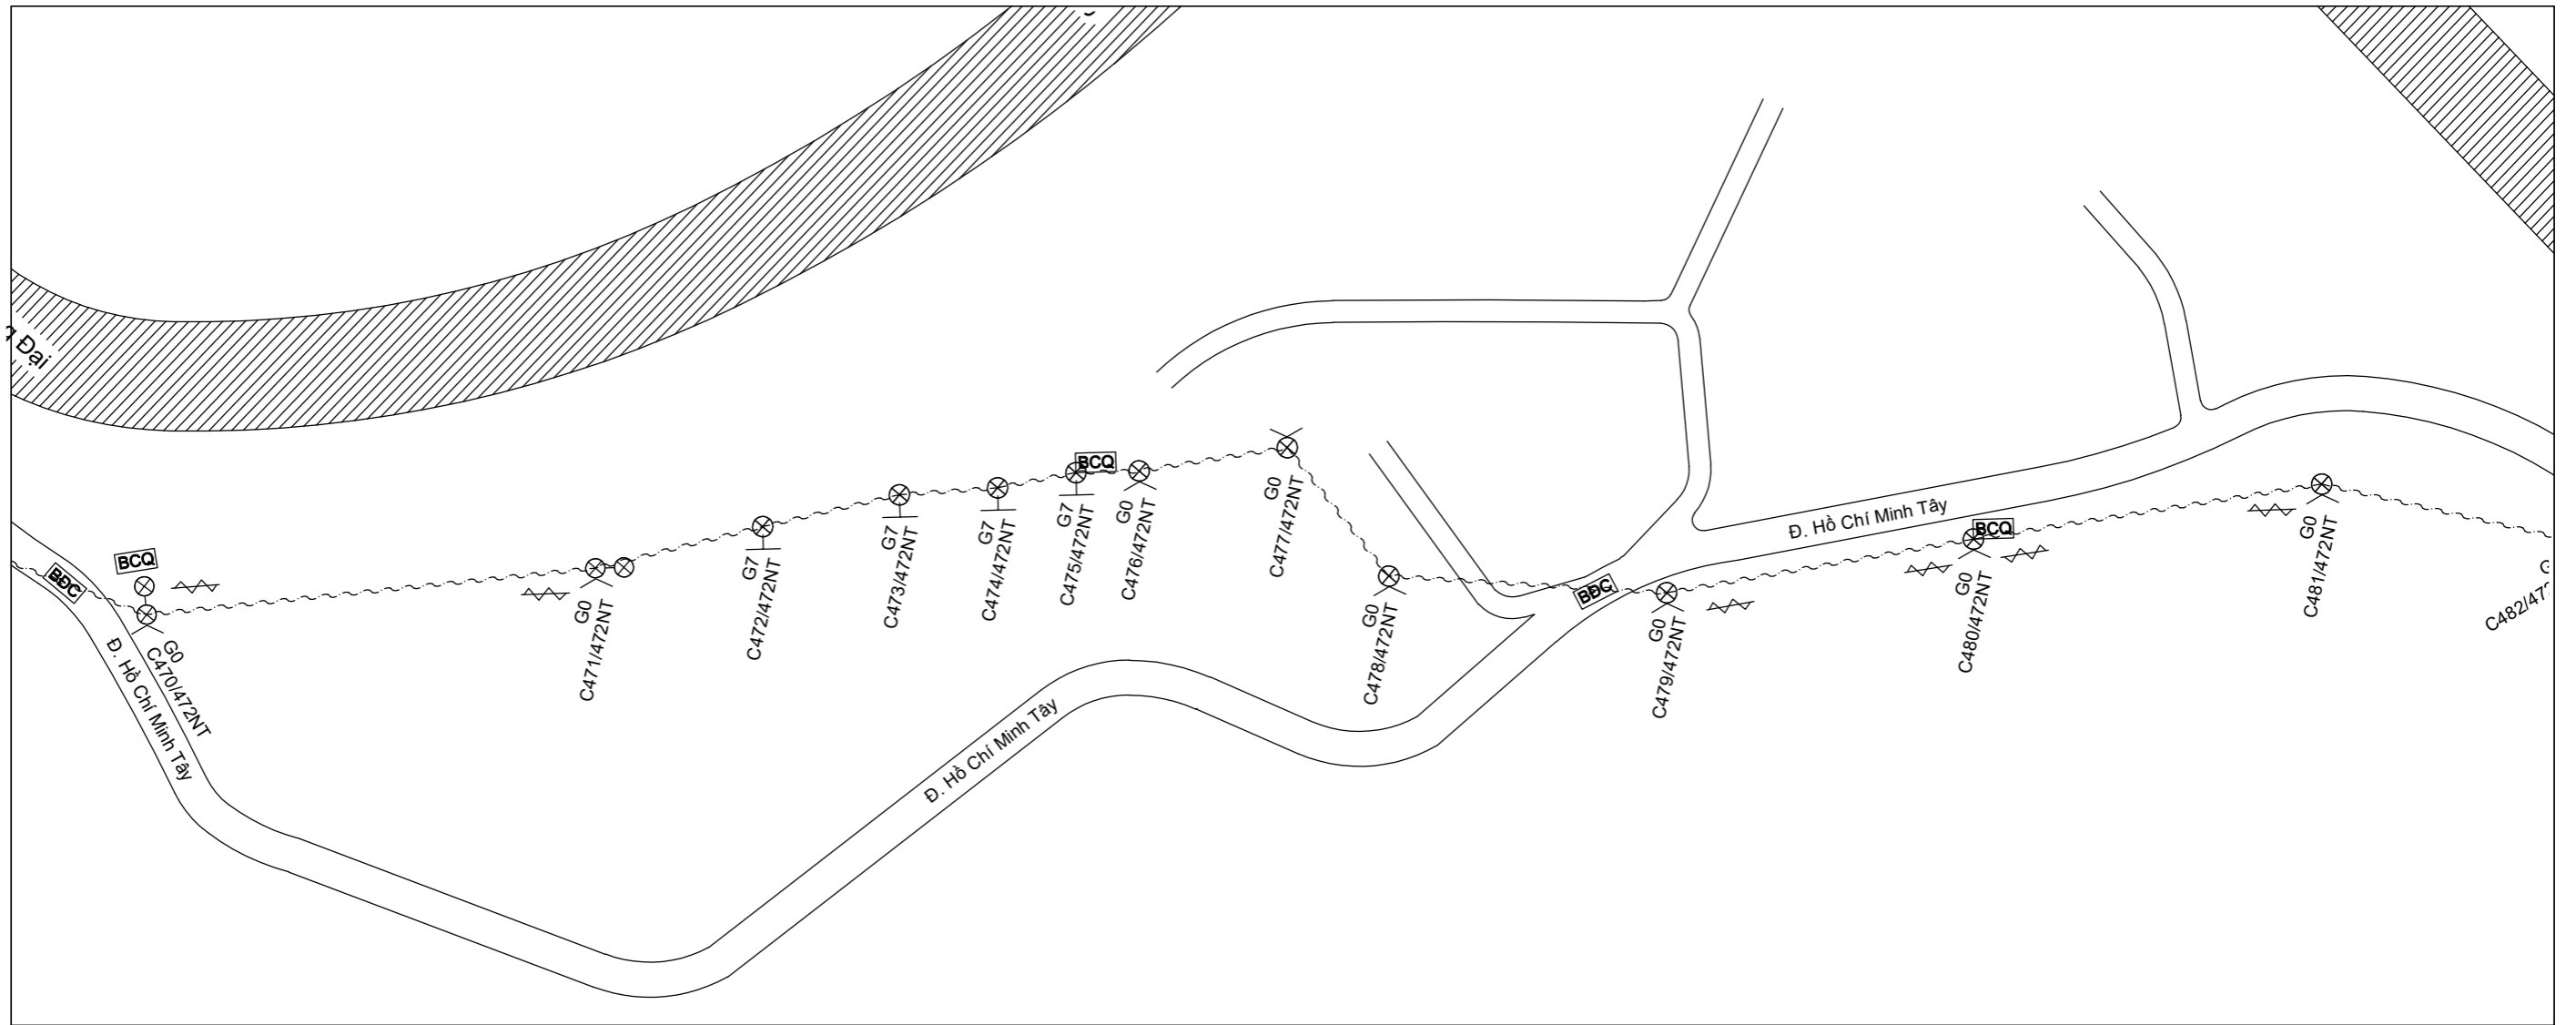 Đại
BĐC
BCQ
G0
C470/472NT
Đ. Hồ Chí Minh Tây
G0
C471/472NT
G7
C472/472NT
G7
C473/472NT
G7
C474/472NT
BCQ
G7
C475/472NT
G0
C476/472NT
G0
C477/472NT
G0
C478/472NT
Đ. Hồ Chí Minh Tây
BĐC
G0
C479/472NT
Đ. Hồ Chí Minh Tây
BCQ
G0
C480/472NT
G0
C481/472NT
C482/47